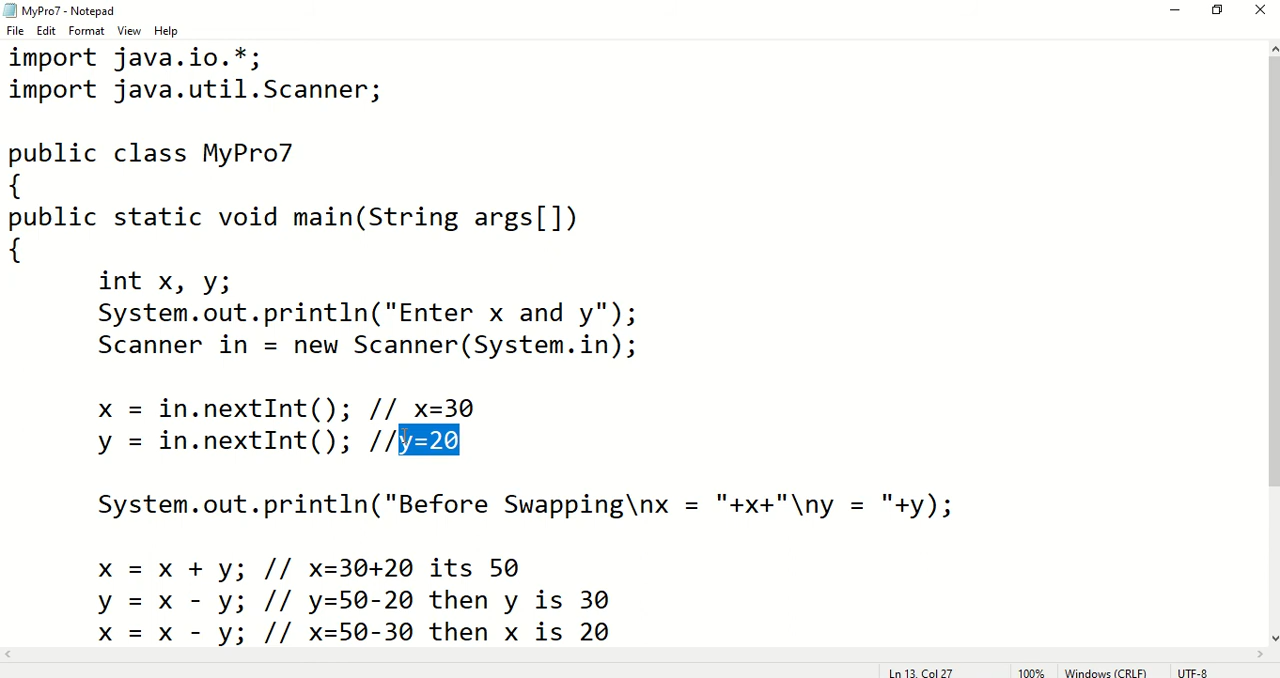 MyPro7 - Notepad
File Edit Format View Help
import java.io.*;
import java.util.Scanner;
public class MyPro7
{
public static void main(String args[])
{
int x, y;
System.out.println("Enter x and y");
Scanner in = new Scanner(System.in);
x = in.nextInt(); // x=30
y = in.nextInt(); //y=20
System.out.println("Before Swapping\nx = "+x+"\ny = "+y);
x = x + y; // x=30+20 its 50
y = x - y; // y=50-20 then y is 30
x = x - y; // x=50-30 then x is 20
Ln 13, Col 27 100% Windows (CRLF) UTF-8